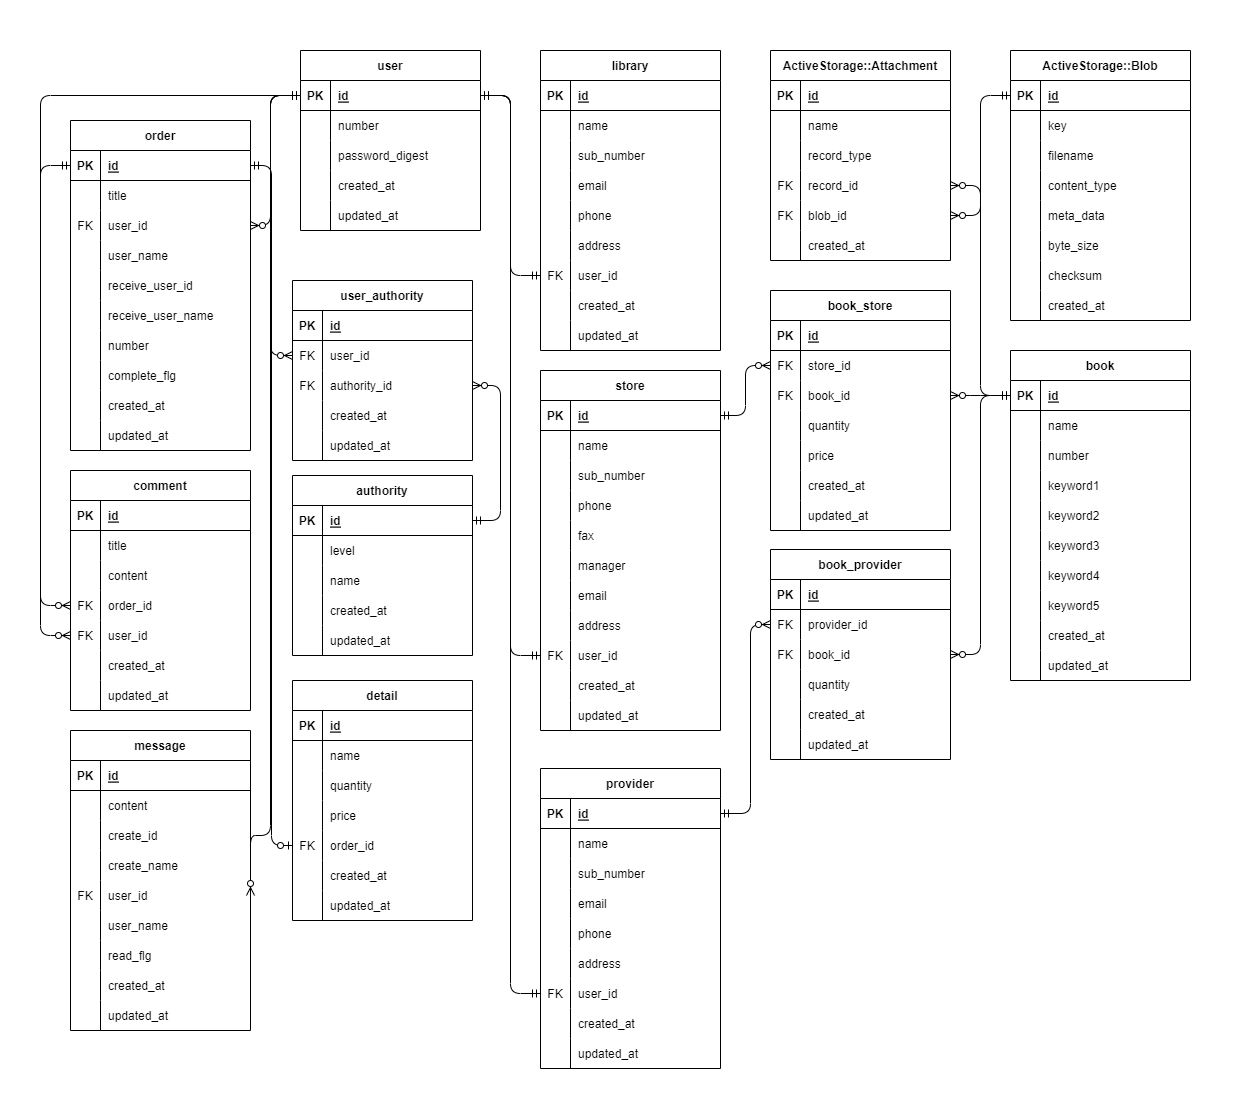 user
PK id
number
password_digest
created_at
updated_at
library
PK id
name
sub_number
email
phone
address
FK user_id
created_at
updated_at
ActiveStorage::Attachment
PK id
name
record_type
FK record_id
FK blob_id
created_at
ActiveStorage::Blob
PK id
key
filename
content_type
meta_data
byte_size
checksum
created_at
order
PK id
title
FK user_id
user_name
receive_user_id
receive_user_name
number
complete_flg
created_at
updated_at
user_authority
PK id
FK user_id
FK authority_id
created_at
updated_at
store
PK id
name
sub_number
phone
fax
manager
email
address
FK user_id
created_at
updated_at
book_store
PK id
FK store_id
FK book_id
quantity
price
created_at
updated_at
book
PK id
name
number
keyword1
keyword2
keyword3
keyword4
keyword5
created_at
updated_at
comment
PK id
title
content
FK order_id
FK user_id
created_at
updated_at
authority
PK id
level
name
created_at
updated_at
book_provider
PK id
FK provider_id
FK book_id
quantity
created_at
updated_at
message
PK id
content
create_id
create_name
FK user_id
user_name
read_flg
created_at
updated_at
detail
PK id
name
quantity
price
FK order_id
created_at
updated_at
provider
PK id
name
sub_number
email
phone
address
FK user_id
created_at
updated_at